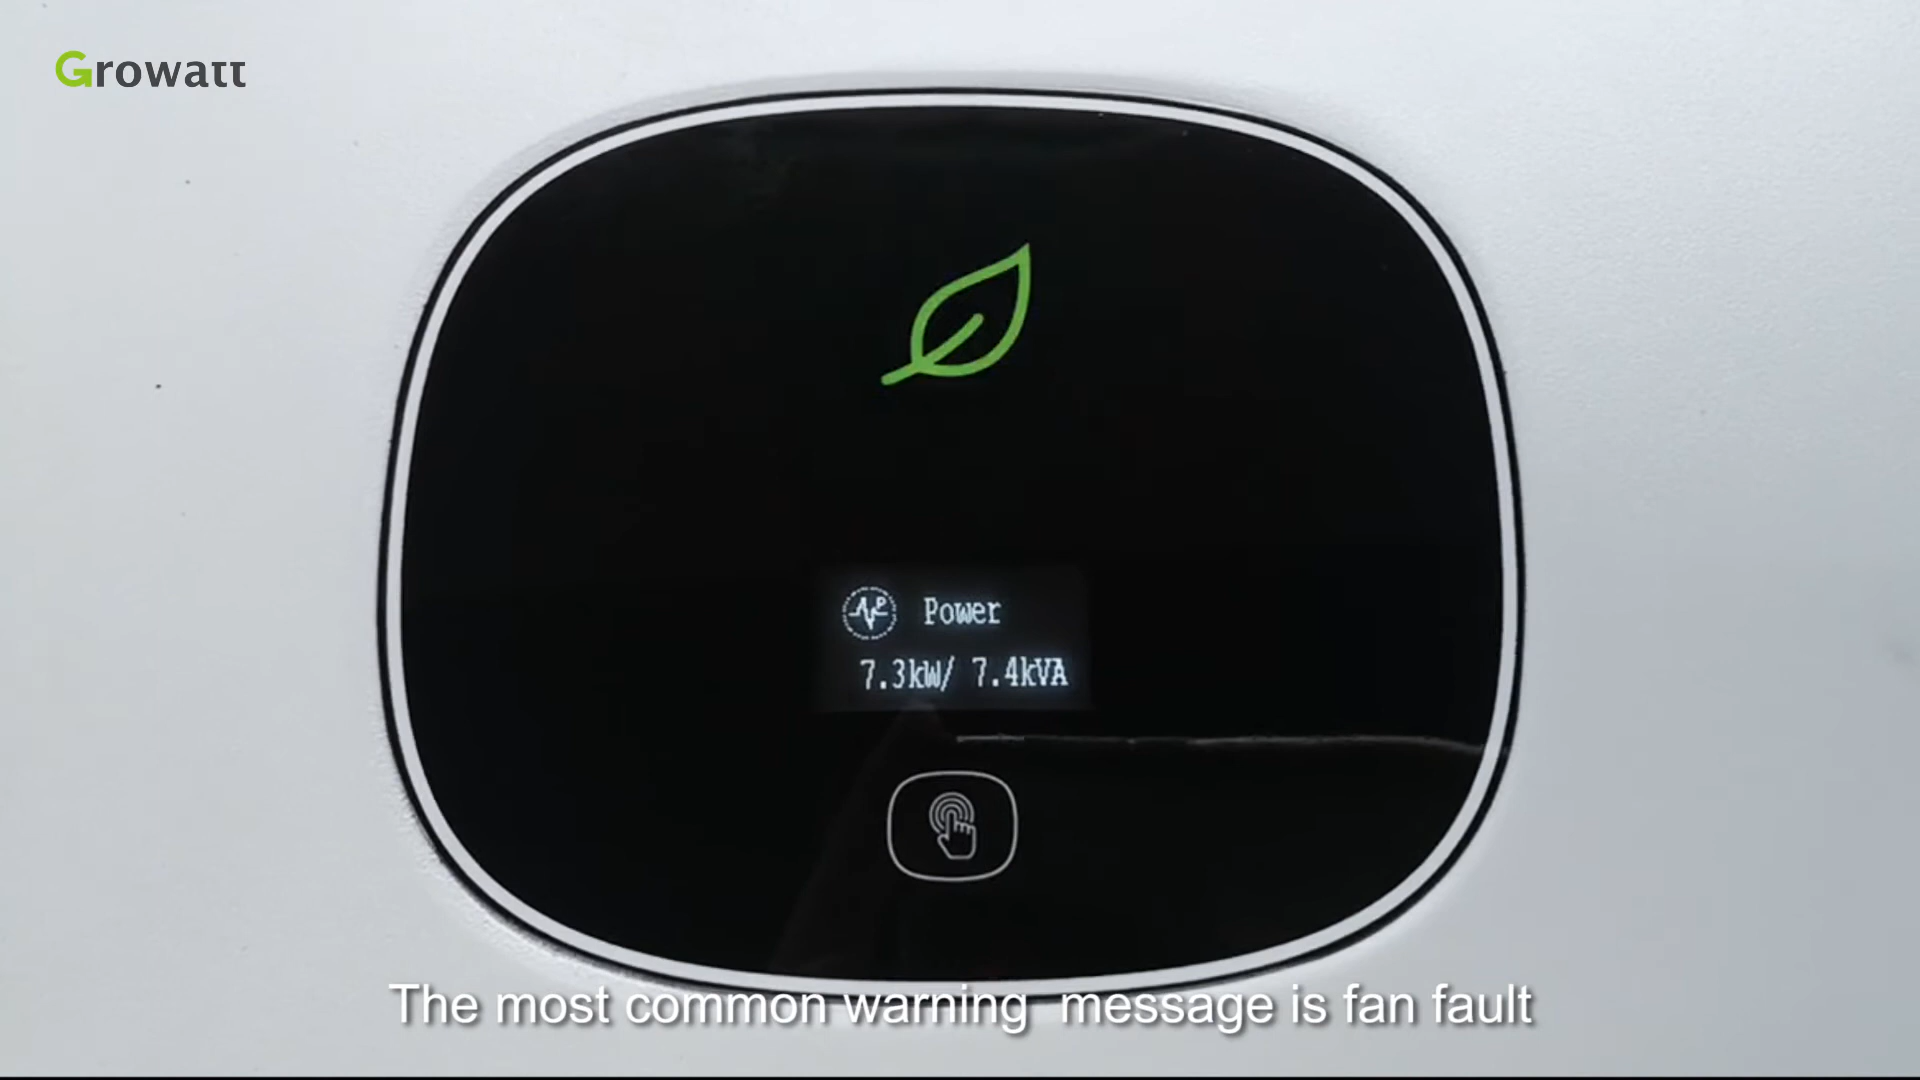 Growatt
Power
7.3kW/ 7.4kVA
The most common warning message is fan fault